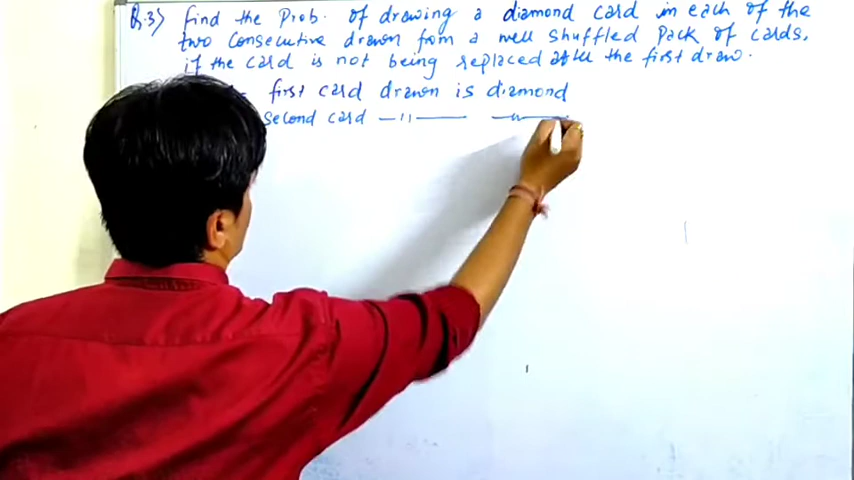 Q.3) Find the Prob. of drawing a diamond card in each of the
two consecutive drawn from a well shuffled pack of cards,
if the card is not being replaced after the first draw.
first card drawn is diamond
second card —"— —"—